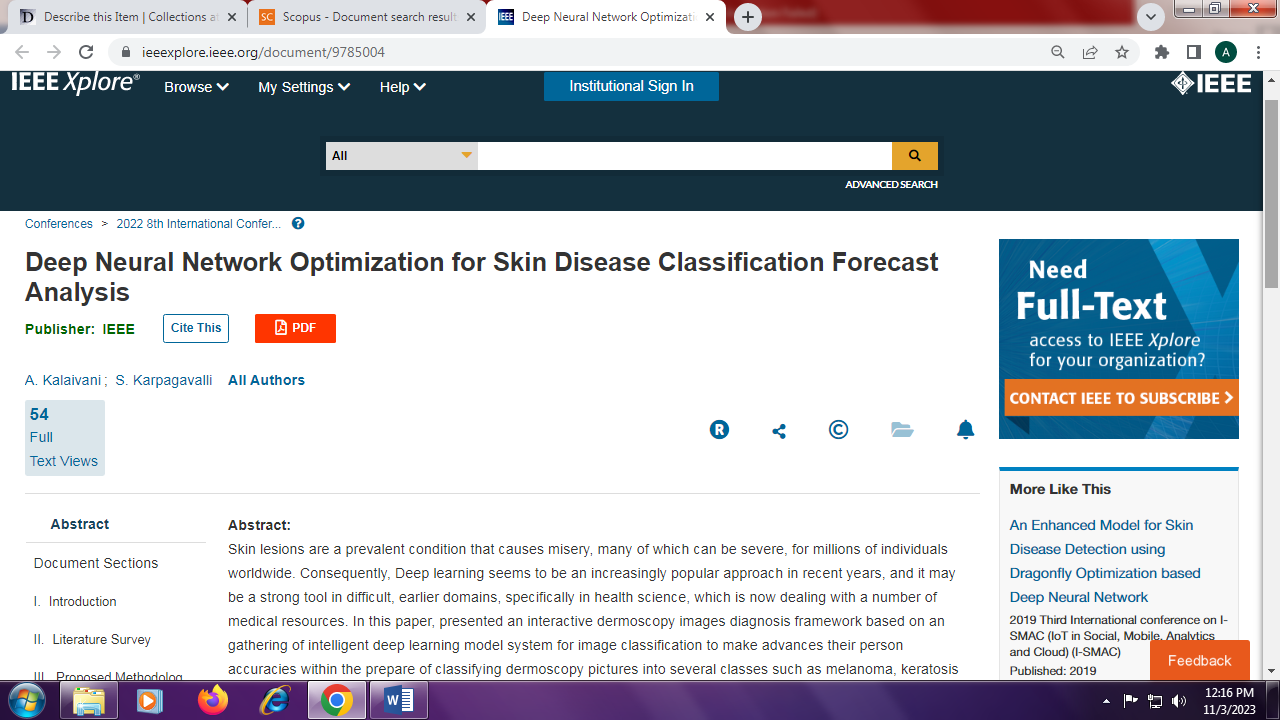 Describe this Item | Collections at
Scopus - Document search result
Deep Neural Network Optimizati
ieeexplore.ieee.org/document/9785004
A
IEEE Xplore®
Browse
My Settings
Help
Institutional Sign In
IEEE
All
ADVANCED SEARCH
Conferences > 2022 8th International Confer... ?
Deep Neural Network Optimization for Skin Disease Classification Forecast
Analysis
Publisher: IEEE
Cite This
PDF
A. Kalaivani ; S. Karpagavalli All Authors
54
Full
Text Views
R
©
Need
Full-Text
access to IEEE Xplore
for your organization?
CONTACT IEEE TO SUBSCRIBE >
Abstract
Document Sections
I. Introduction
II. Literature Survey
III. Proposed Methodolog
Abstract:
Skin lesions are a prevalent condition that causes misery, many of which can be severe, for millions of individuals
worldwide. Consequently, Deep learning seems to be an increasingly popular approach in recent years, and it may
be a strong tool in difficult, earlier domains, specifically in health science, which is now dealing with a number of
medical resources. In this paper, presented an interactive dermoscopy images diagnosis framework based on an
gathering of intelligent deep learning model system for image classification to make advances their person
accuracies within the prepare of classifying dermoscopy pictures into several classes such as melanoma, keratosis
More Like This
An Enhanced Model for Skin
Disease Detection using
Dragonfly Optimization based
Deep Neural Network
2019 Third International conference on I-
SMAC (IoT in Social, Mobile, Analytics
and Cloud) (I-SMAC)
Published: 2019
Feedback
12:16 PM
11/3/2023